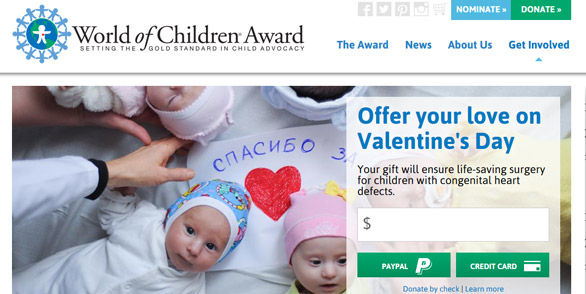 NOMINATE »
DONATE »
World of Children® Award
SETTING THE GOLD STANDARD IN CHILD ADVOCACY
The Award
News
About Us
Get Involved
СПАСИБО ЗА
Offer your love on
Valentine's Day
Your gift will ensure life-saving surgery
for children with congenital heart
defects.
$
PAYPAL
CREDIT CARD
Donate by check | Learn more